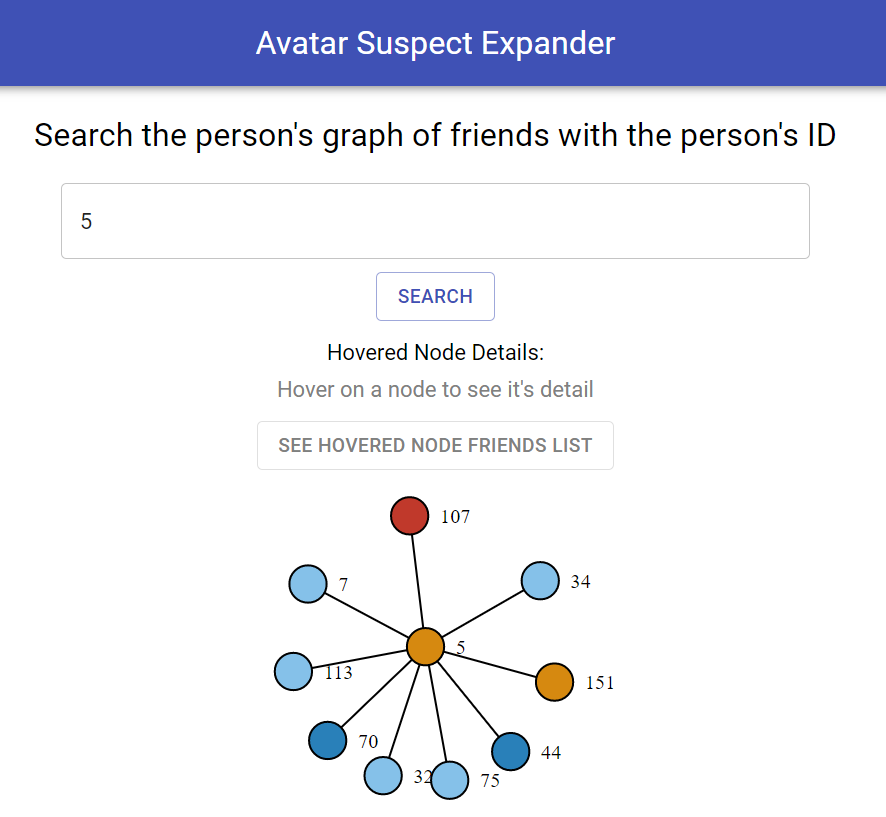 Avatar Suspect Expander
Search the person's graph of friends with the person's ID
5
SEARCH
Hovered Node Details:
Hover on a node to see it's detail
SEE HOVERED NODE FRIENDS LIST
107
7
34
5
113
151
70
44
32
75